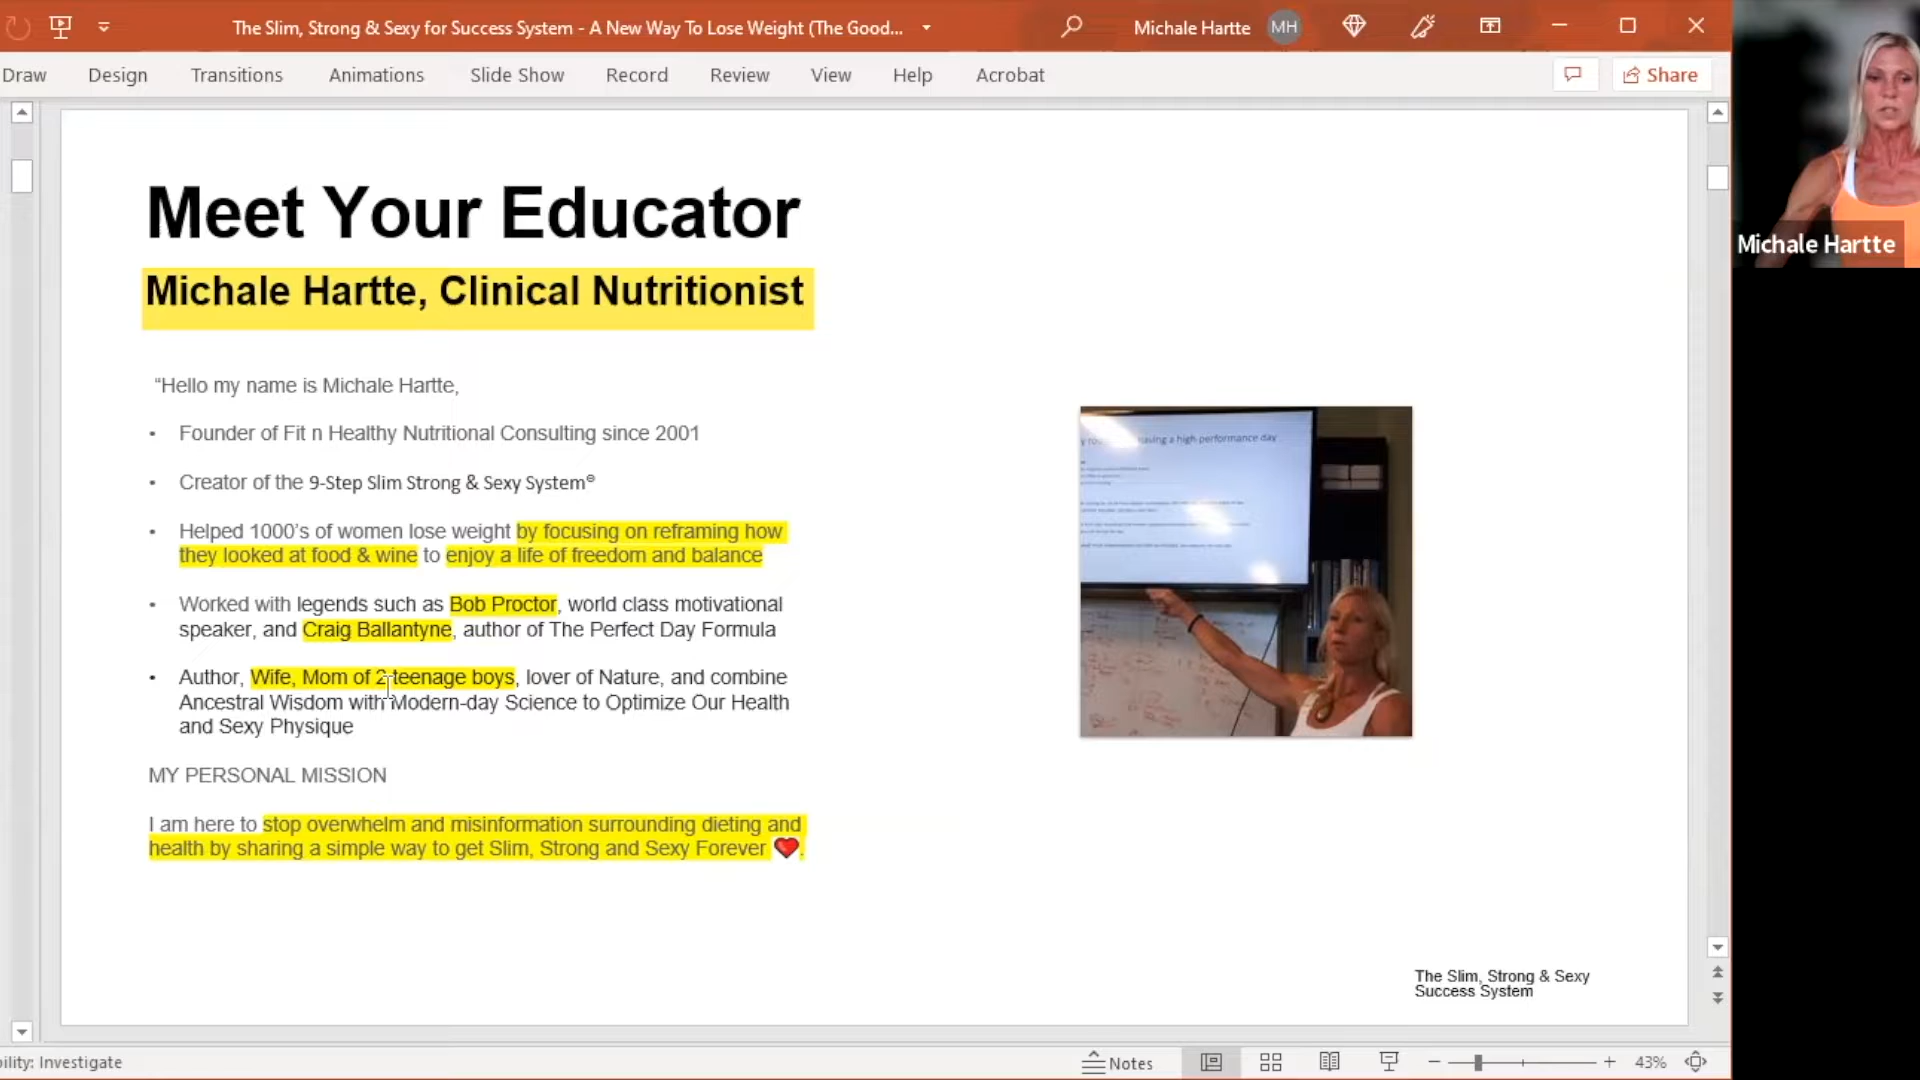 The Slim, Strong & Sexy for Success System - A New Way To Lose Weight (The Good...
Michale Hartte MH
Draw Design Transitions Animations Slide Show Record Review View Help Acrobat Share
Meet Your Educator
Michale Hartte, Clinical Nutritionist
“Hello my name is Michale Hartte,
• Founder of Fit n Healthy Nutritional Consulting since 2001
• Creator of the 9-Step Slim Strong & Sexy System®
• Helped 1000’s of women lose weight by focusing on reframing how
they looked at food & wine to enjoy a life of freedom and balance
• Worked with legends such as Bob Proctor, world class motivational
speaker, and Craig Ballantyne, author of The Perfect Day Formula
• Author, Wife, Mom of 2 teenage boys, lover of Nature, and combine
Ancestral Wisdom with Modern-day Science to Optimize Our Health
and Sexy Physique
MY PERSONAL MISSION
I am here to stop overwhelm and misinformation surrounding dieting and
health by sharing a simple way to get Slim, Strong and Sexy Forever ❤.
having a high performance day
The Slim, Strong & Sexy
Success System
Michale Hartte
bility: Investigate
Notes
43%